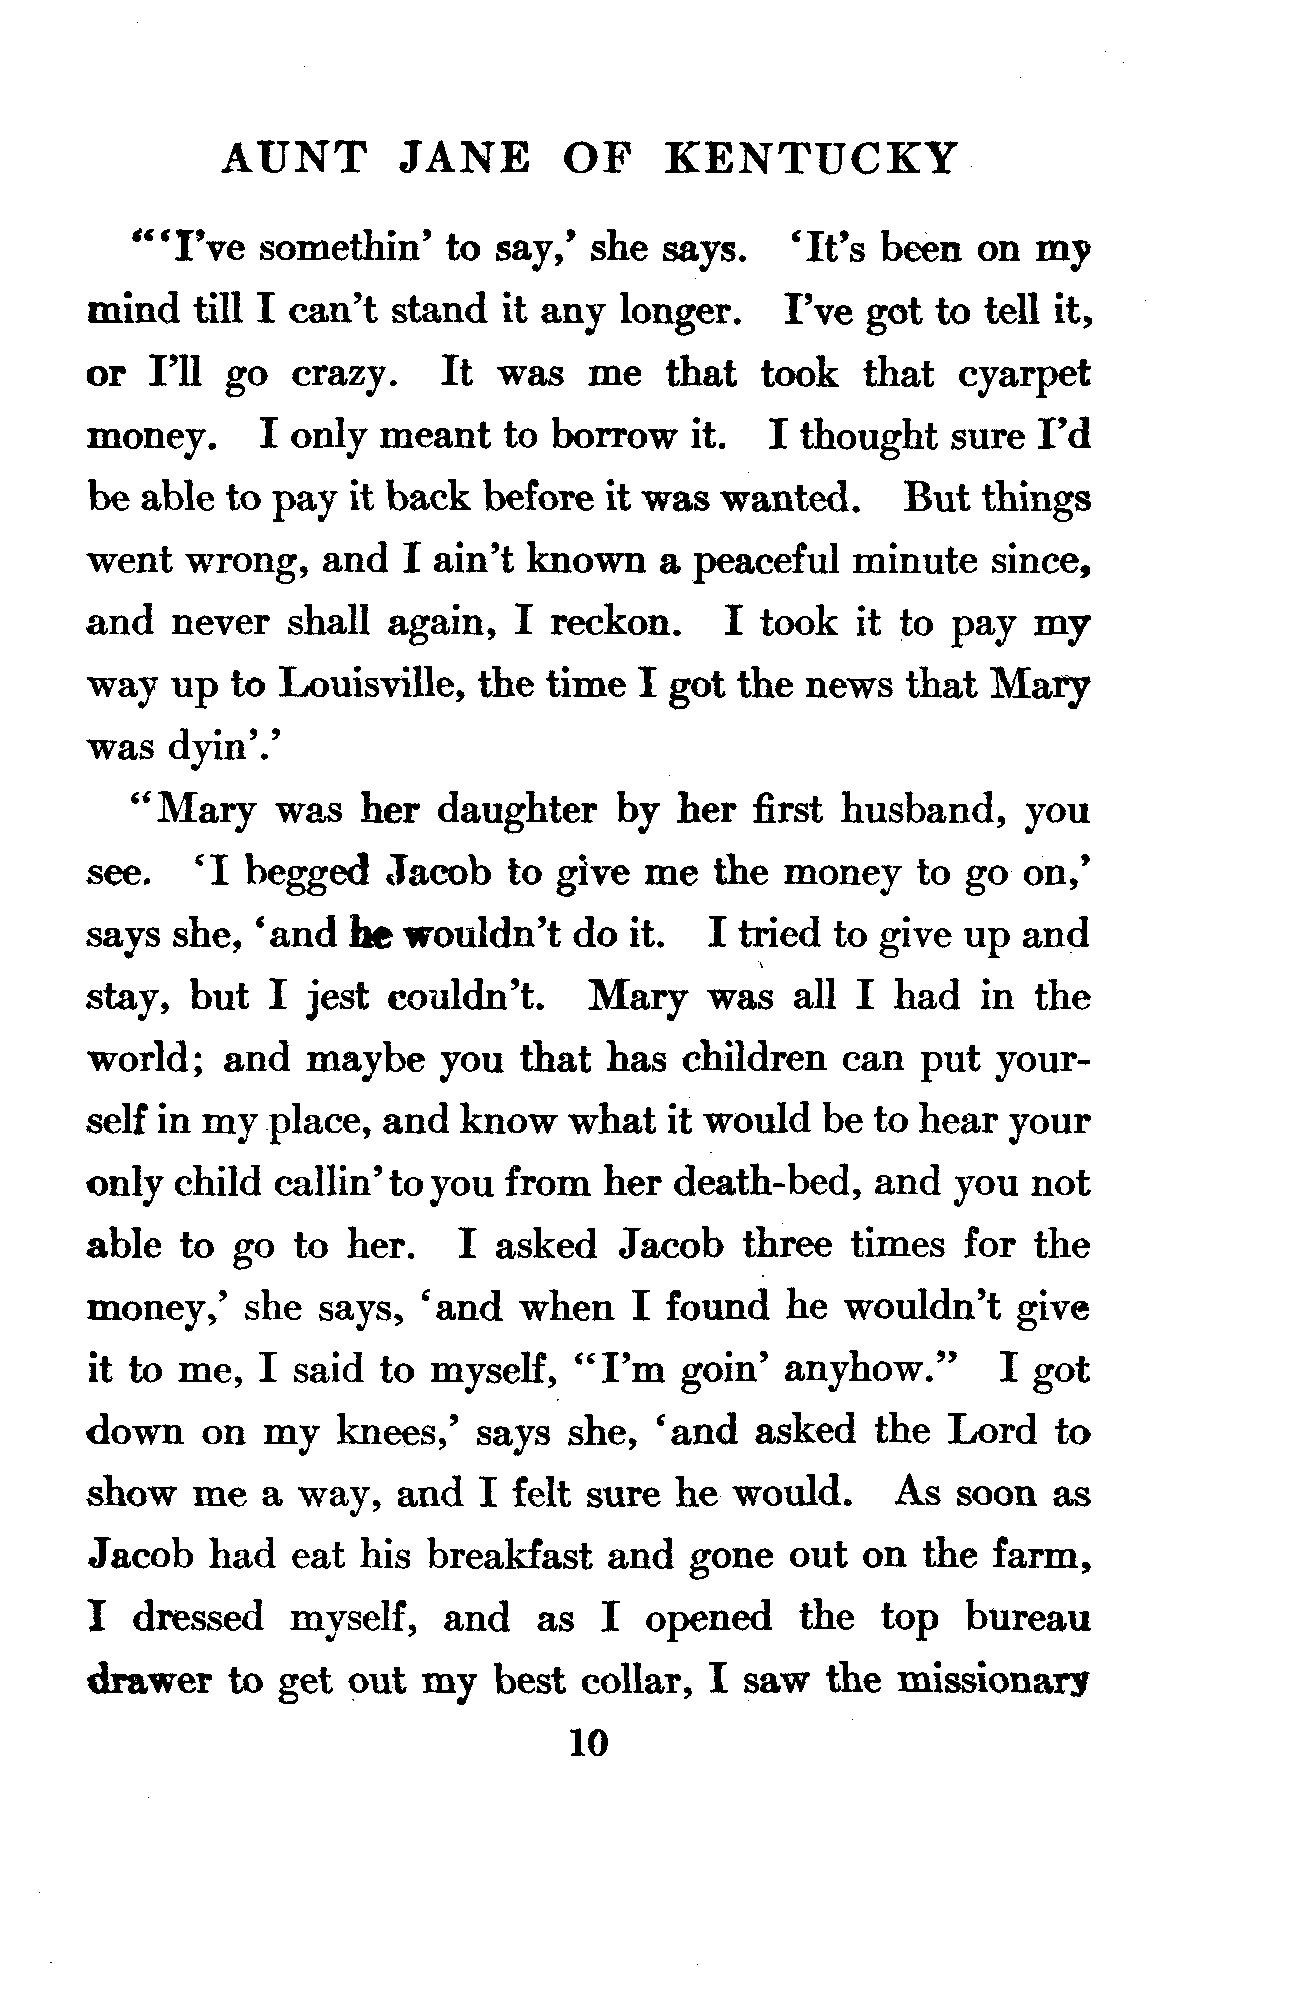 AUNT JANE OF KENTUCKY
“‘I’ve somethin’ to say,’ she says. ‘It’s been on my
mind till I can’t stand it any longer. I’ve got to tell it,
or I’ll go crazy. It was me that took that cyarpet
money. I only meant to borrow it. I thought sure I’d
be able to pay it back before it was wanted. But things
went wrong, and I ain’t known a peaceful minute since,
and never shall again, I reckon. I took it to pay my
way up to Louisville, the time I got the news that Mary
was dyin’.’
“Mary was her daughter by her first husband, you
see. ‘I begged Jacob to give me the money to go on,’
says she, ‘and he wouldn’t do it. I tried to give up and
stay, but I jest couldn’t. Mary was all I had in the
world; and maybe you that has children can put your-
self in my place, and know what it would be to hear your
only child callin’ to you from her death-bed, and you not
able to go to her. I asked Jacob three times for the
money,’ she says, ‘and when I found he wouldn’t give
it to me, I said to myself, “I’m goin’ anyhow.” I got
down on my knees,’ says she, ‘and asked the Lord to
show me a way, and I felt sure he would. As soon as
Jacob had eat his breakfast and gone out on the farm,
I dressed myself, and as I opened the top bureau
drawer to get out my best collar, I saw the missionary
10